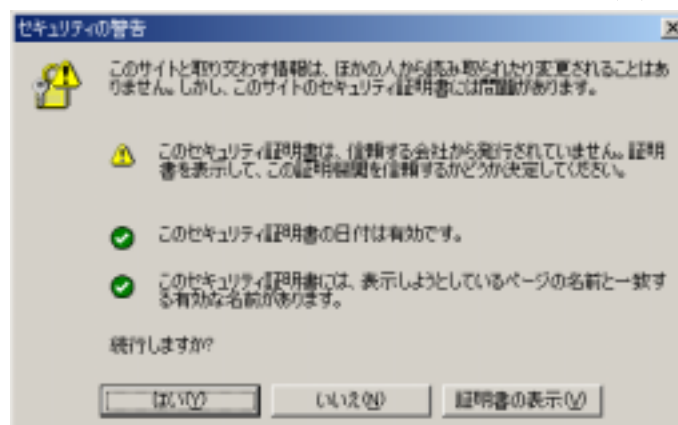 セキュリティの警告
このサイトと取り交わす情報は、ほかの人から読み取られたり変更されることはあ
りません。しかし、このサイトのセキュリティ証明書には問題があります。
このセキュリティ証明書は、信頼する会社から発行されていません。証明
書を表示して、この証明機関を信頼するかどうか決定してください。
このセキュリティ証明書の日付は有効です。
このセキュリティ証明書には、表示しようとしているページの名前と一致す
る有効な名前があります。
続行しますか?
はい(Y) いいえ(N) 証明書の表示(V)